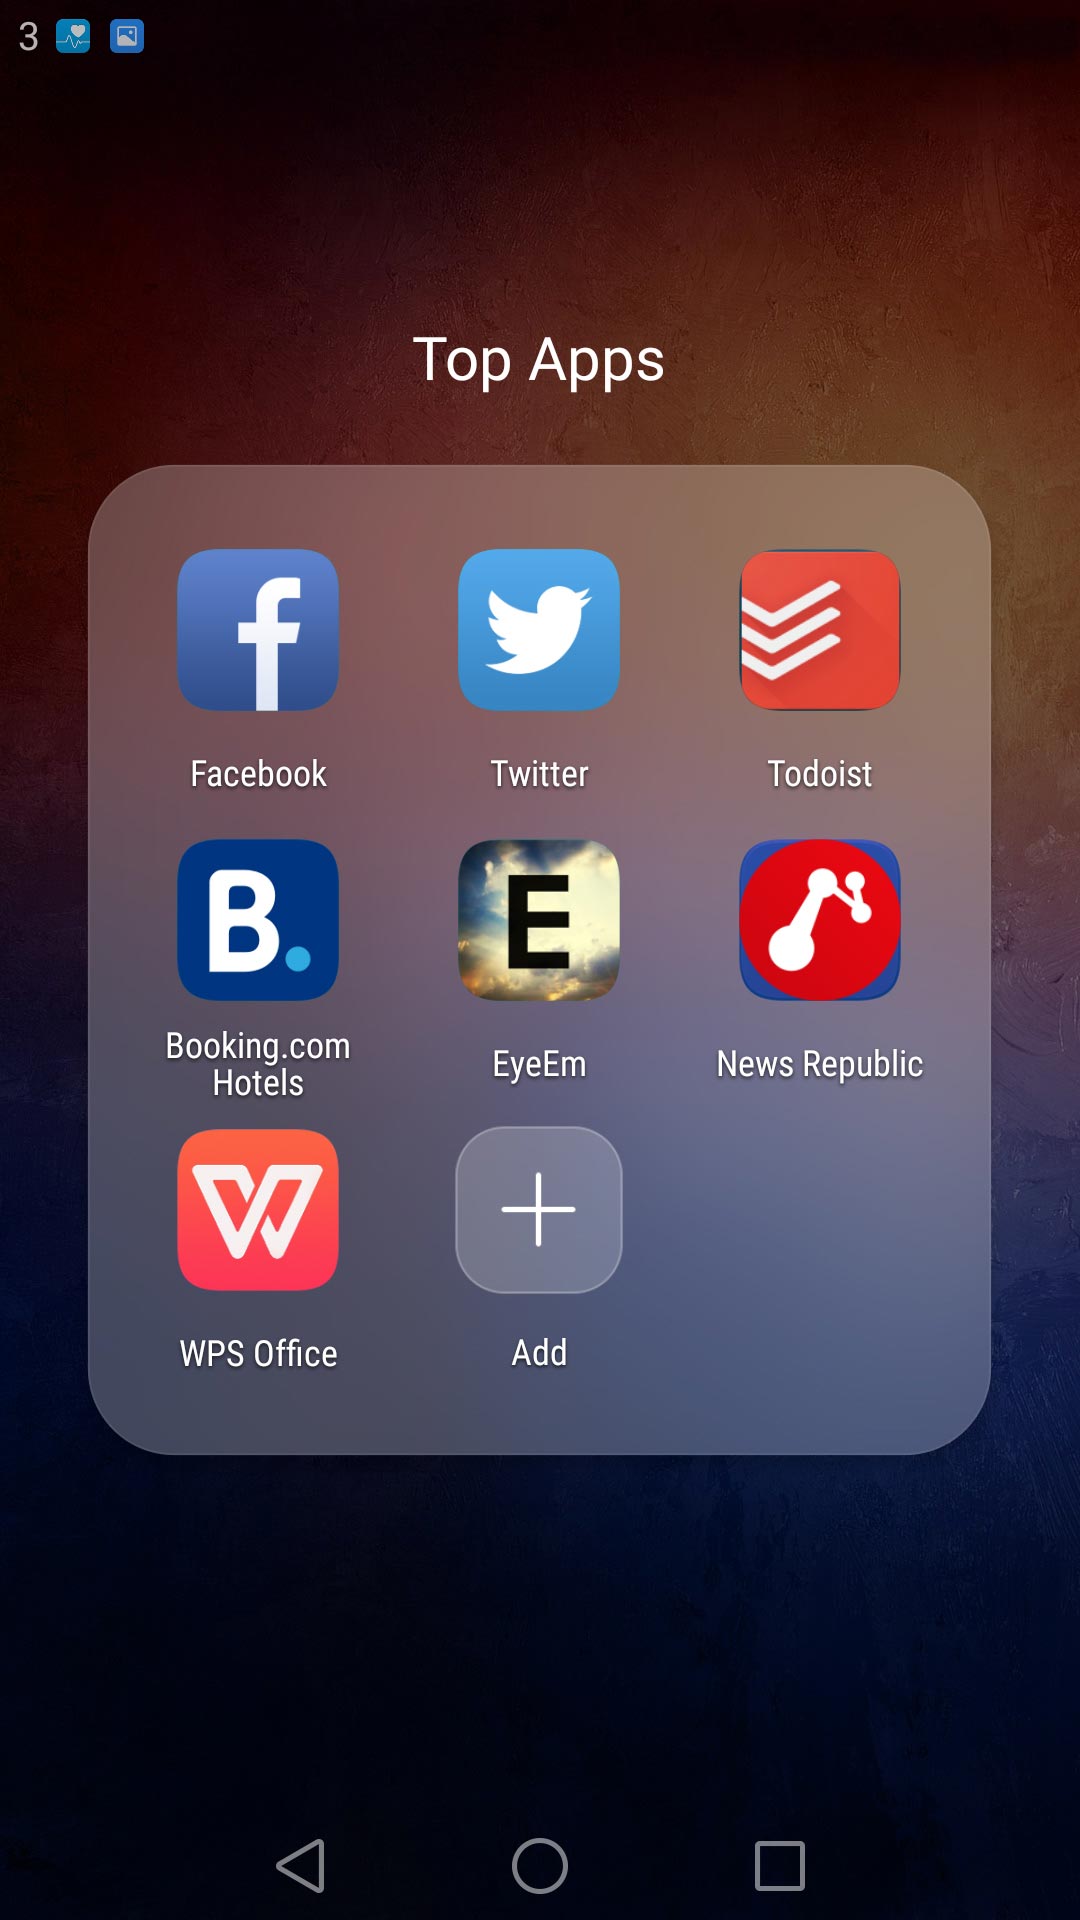 3
Top Apps
f
Facebook
Twitter
Todoist
B.
Booking.com
Hotels
E
EyeEm
News Republic
W
WPS Office
Add